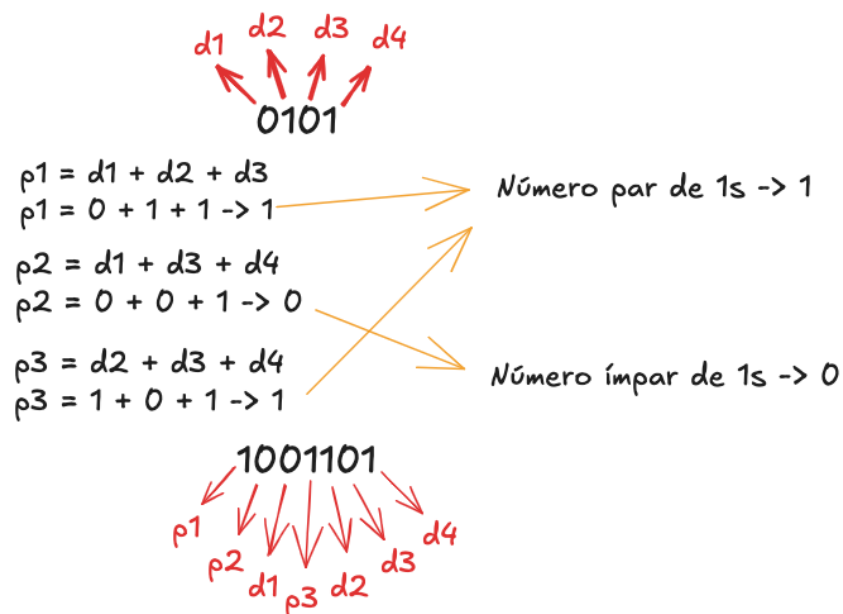 d1 d2 d3 d4
0101
p1 = d1 + d2 + d3
p1 = 0 + 1 + 1 -> 1
Número par de 1s -> 1
p2 = d1 + d3 + d4
p2 = 0 + 0 + 1 -> 0
p3 = d2 + d3 + d4
p3 = 1 + 0 + 1 -> 1
Número ímpar de 1s -> 0
1001101
p1 p2 d1 p3 d2 d3 d4